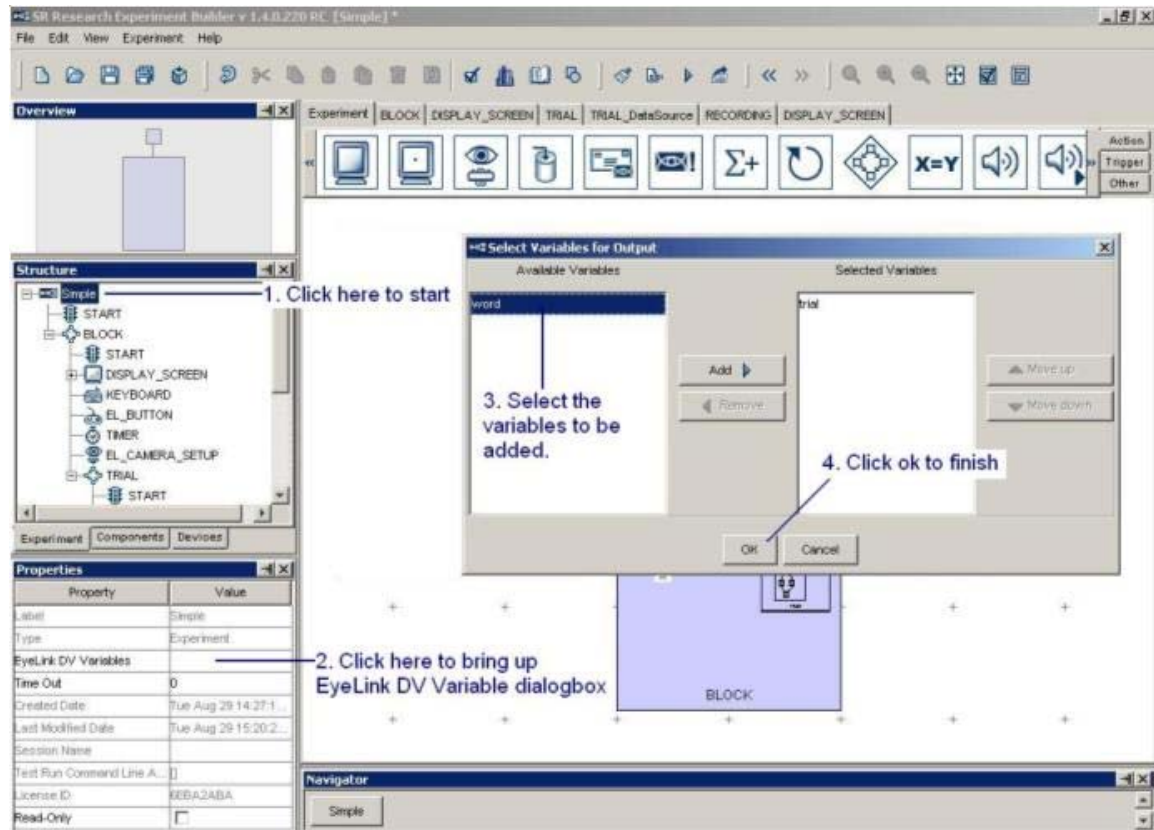 SR Research Experiment Builder v 1.4.0.220 RC [Simple] *
File Edit View Experiment Help
Overview
Experiment BLOCK DISPLAY_SCREEN TRIAL TRIAL_DataSource RECORDING DISPLAY_SCREEN
Σ+ X=Y
Action
Trigger
Other
Structure
Simple
START
BLOCK
START
DISPLAY_SCREEN
KEYBOARD
EL_BUTTON
TIMER
EL_CAMERA_SETUP
TRIAL
START
Experiment Components Devices
1. Click here to start
Select Variables for Output
Available Variables Selected Variables
word
trial
Add
Remove
Move up
Move down
3. Select the
variables to be
added.
4. Click ok to finish
OK Cancel
Properties
Property Value
Label Simple
Type Experiment
EyeLink DV Variables
Time Out 0
Created Date Tue Aug 29 14:27:1...
Last Modified Date Tue Aug 29 15:20:2...
Session Name
Test Run Command Line A... []
License ID 6EBA2ABA
Read-Only
2. Click here to bring up
EyeLink DV Variable dialogbox
BLOCK
Navigator
Simple